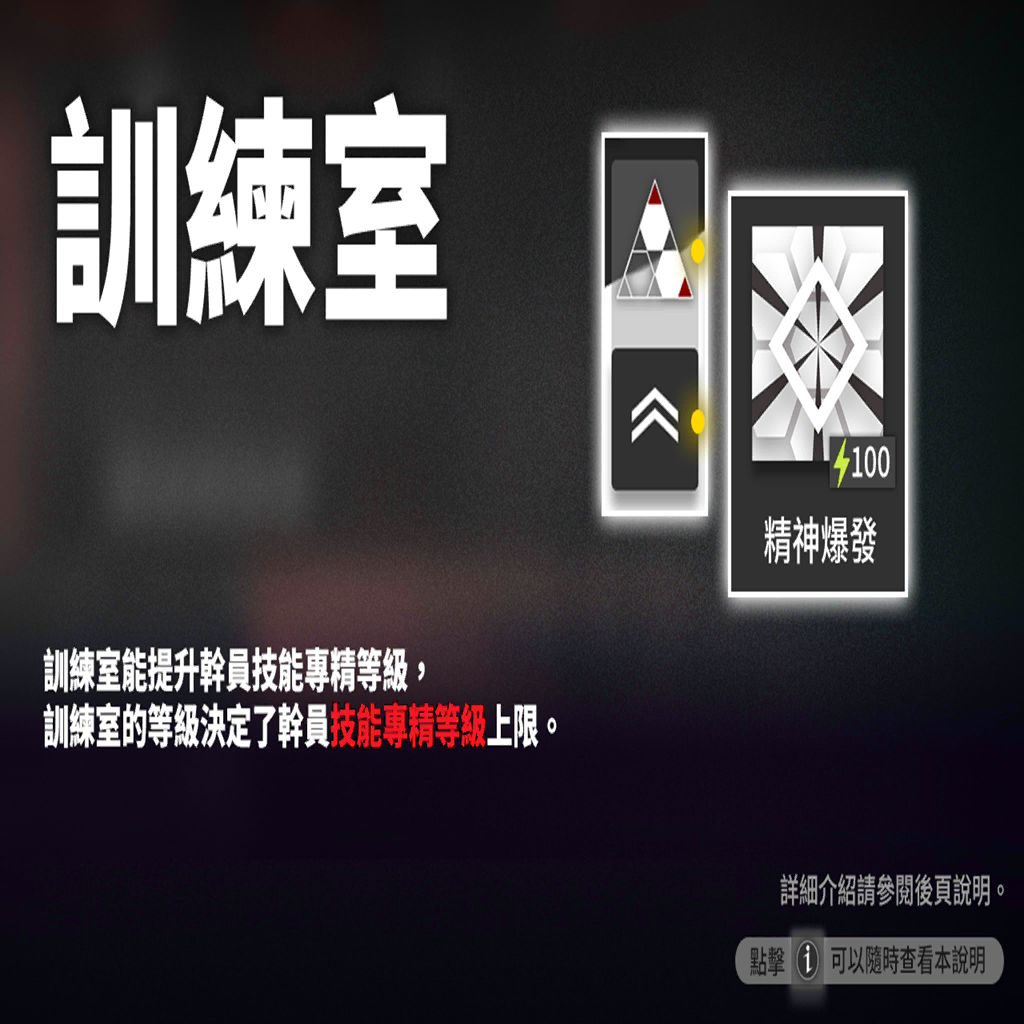 訓練室
100
精神爆發
訓練室能提升幹員技能專精等級，
訓練室的等級決定了幹員技能專精等級上限。
詳細介紹請參閱後頁說明。
點擊 i 可以隨時查看本說明